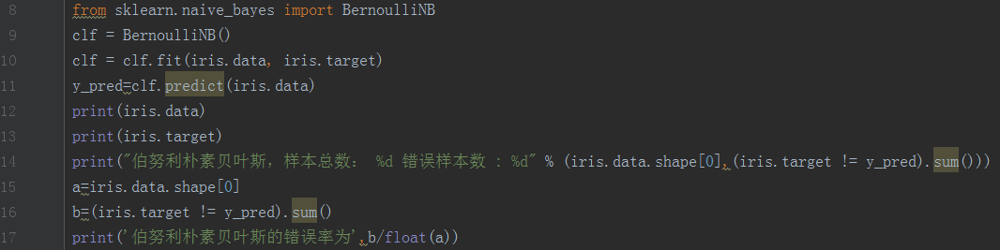 8 from sklearn.naive_bayes import BernoulliNB
9 clf = BernoulliNB()
10 clf = clf.fit(iris.data, iris.target)
11 y_pred=clf.predict(iris.data)
12 print(iris.data)
13 print(iris.target)
14 print("伯努利朴素贝叶斯，样本总数： %d 错误样本数 : %d" % (iris.data.shape[0],(iris.target != y_pred).sum()))
15 a=iris.data.shape[0]
16 b=(iris.target != y_pred).sum()
17 print('伯努利朴素贝叶斯的错误率为',b/float(a))